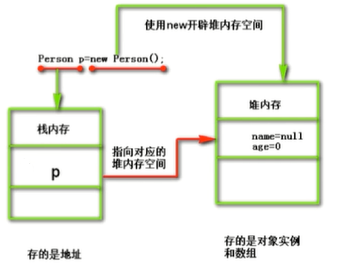 使用new开辟堆内存空间
Person p=new Person();
栈内存
p
指向对应的
堆内存空间
堆内存
name=null
age=0
存的是地址
存的是对象实例
和数组